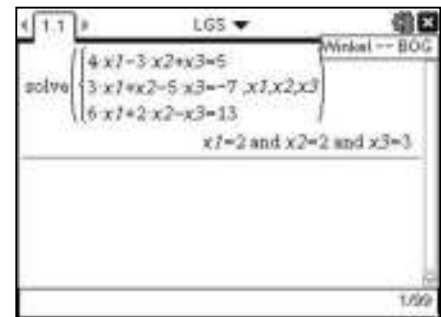 1.1 LGS
Winkel -- BOG
4·x1-3·x2+x3=5
solve 3·x1+x2-5·x3=-7 ,x1,x2,x3
6·x1+2·x2-x3=13
x1=2 and x2=2 and x3=3
1/99